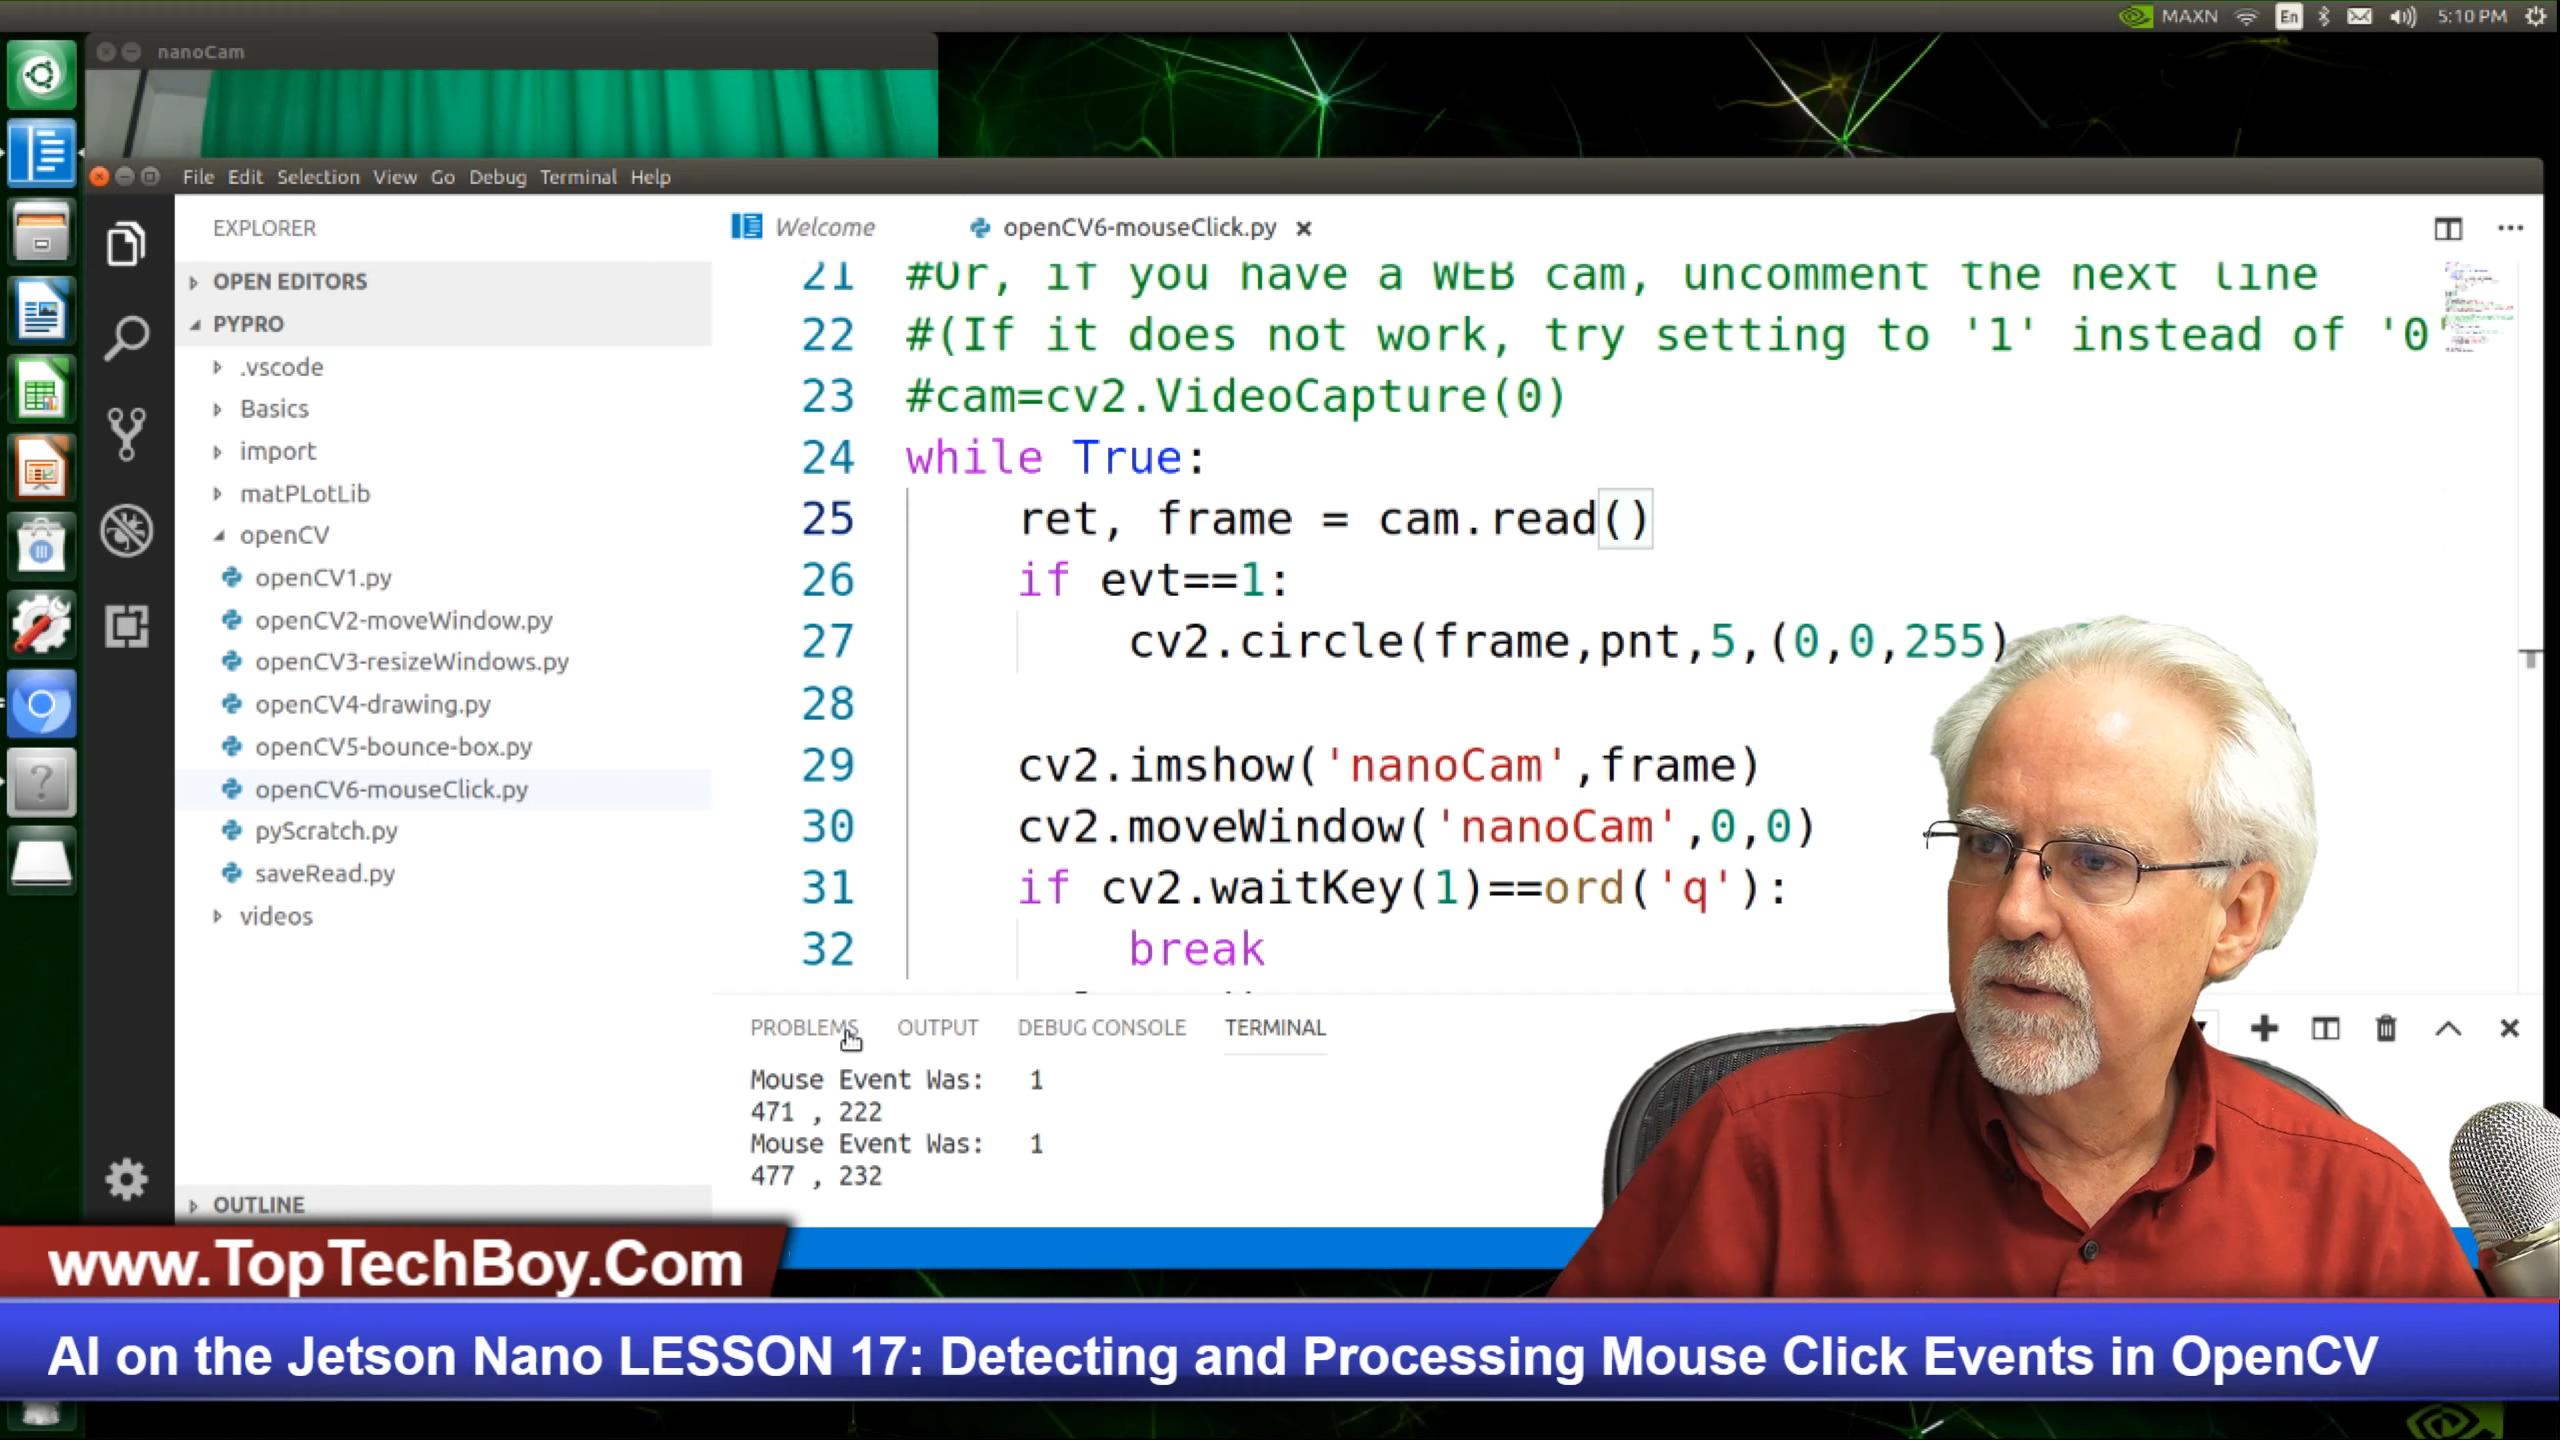 MAXN En 5:10 PM
nanoCam
File Edit Selection View Go Debug Terminal Help
EXPLORER
OPEN EDITORS
PYPRO
.vscode
Basics
import
matPLotLib
openCV
openCV1.py
openCV2-moveWindow.py
openCV3-resizeWindows.py
openCV4-drawing.py
openCV5-bounce-box.py
openCV6-mouseClick.py
pyScratch.py
saveRead.py
videos
OUTLINE
Welcome openCV6-mouseClick.py
21 #Or, if you have a WEB cam, uncomment the next line
22 #(If it does not work, try setting to '1' instead of '0'
23 #cam=cv2.VideoCapture(0)
24 while True:
25 ret, frame = cam.read()
26 if evt==1:
27 cv2.circle(frame,pnt,5,(0,0,255)
28
29 cv2.imshow('nanoCam',frame)
30 cv2.moveWindow('nanoCam',0,0)
31 if cv2.waitKey(1)==ord('q'):
32 break
PROBLEMS OUTPUT DEBUG CONSOLE TERMINAL
Mouse Event Was: 1
471 , 222
Mouse Event Was: 1
477 , 232
www.TopTechBoy.Com
AI on the Jetson Nano LESSON 17: Detecting and Processing Mouse Click Events in OpenCV